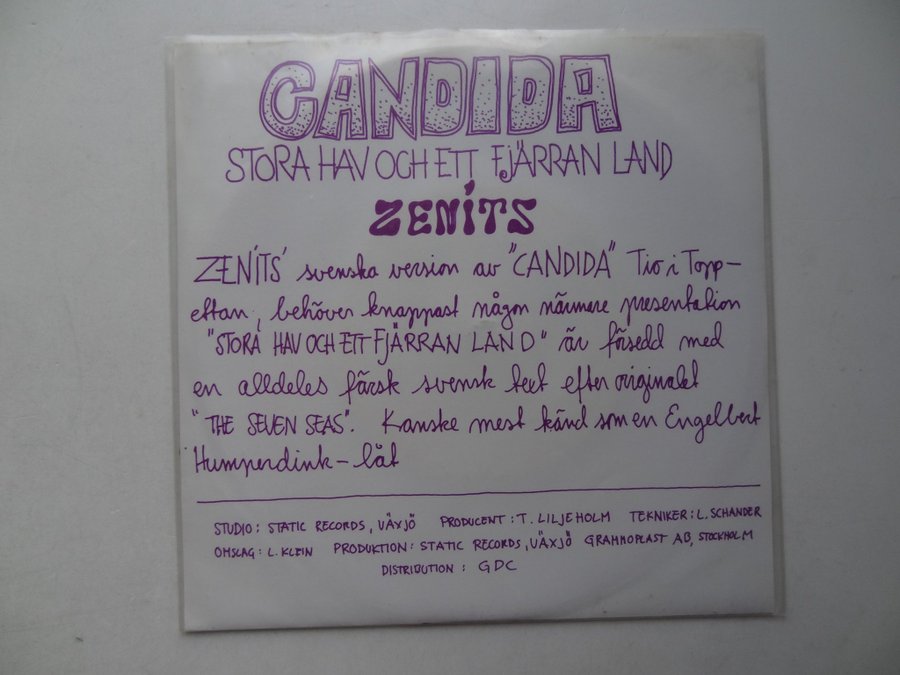 CANDIDA
STORA HAV OCH ETT FJÄRRAN LAND
ZENÍTS
ZENÍTS' svenska version av "CANDIDA" Tio i Topp-
ettan, behöver knappast någon närmare presentation
"STORA HAV OCH ETT FJÄRRAN LAND" är försedd med
en alldeles färsk svensk text efter originalet
"THE SEVEN SEAS". Kanske mest känd som en Engelbert
Humperdink-låt
STUDIO: STATIC RECORDS, VÄXJÖ PRODUCENT: T. LILJEHOLM TEKNIKER: L. SCHANDER
OMSLAG: L. KLEIN PRODUKTION: STATIC RECORDS, VÄXJÖ GRAMMOPLAST AB, STOCKHOLM
DISTRIBUTION: GDC